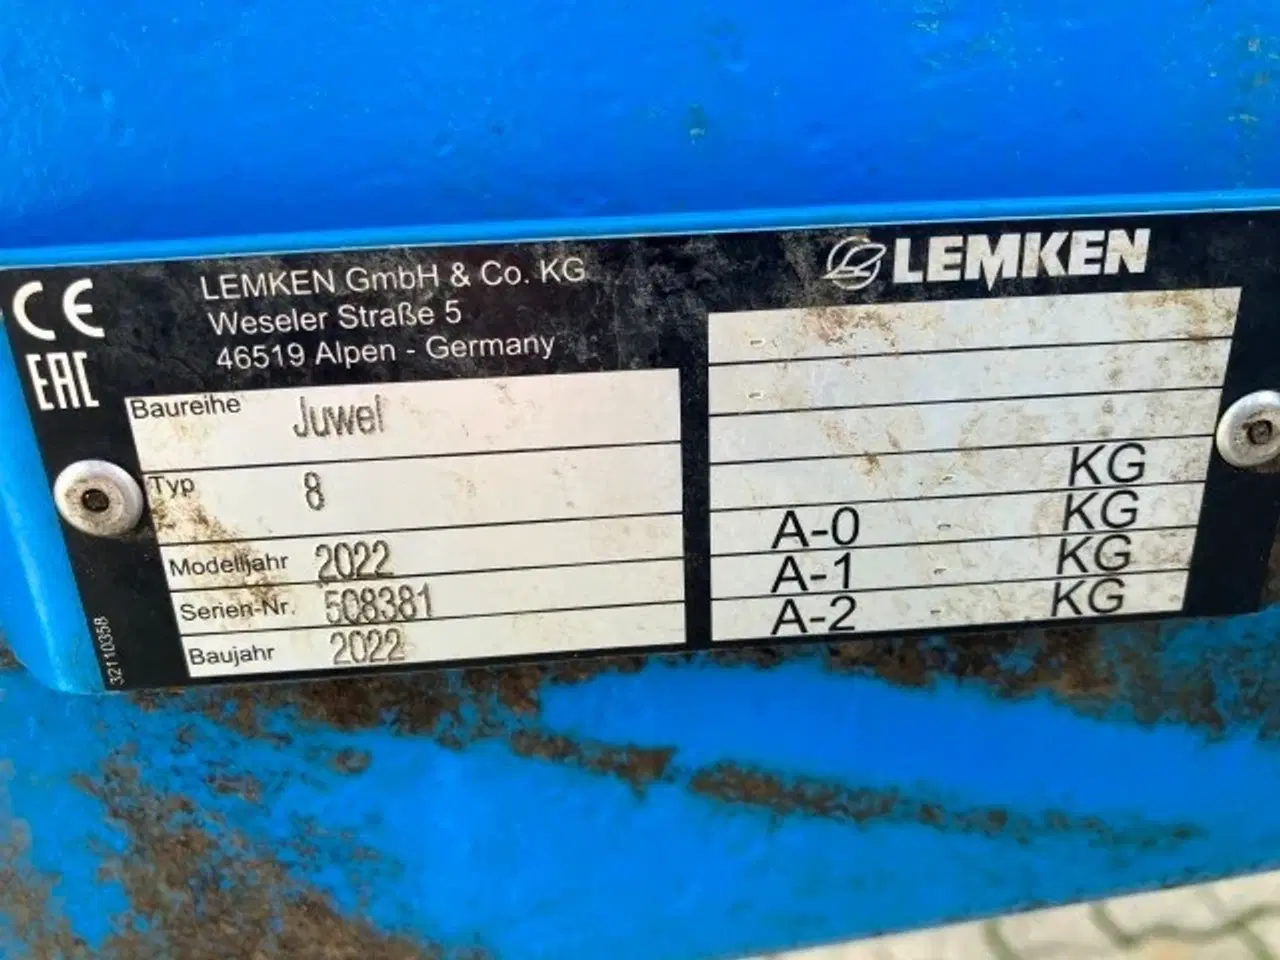 CE
EAC
LEMKEN GmbH & Co. KG
Weseler Straße 5
46519 Alpen - Germany
LEMKEN
Baureihe Juwel
Typ 8
Modelljahr 2022
Serien-Nr. 508381
Baujahr 2022
32110358
-
-
KG
A-0 - KG
A-1 - KG
A-2 - KG